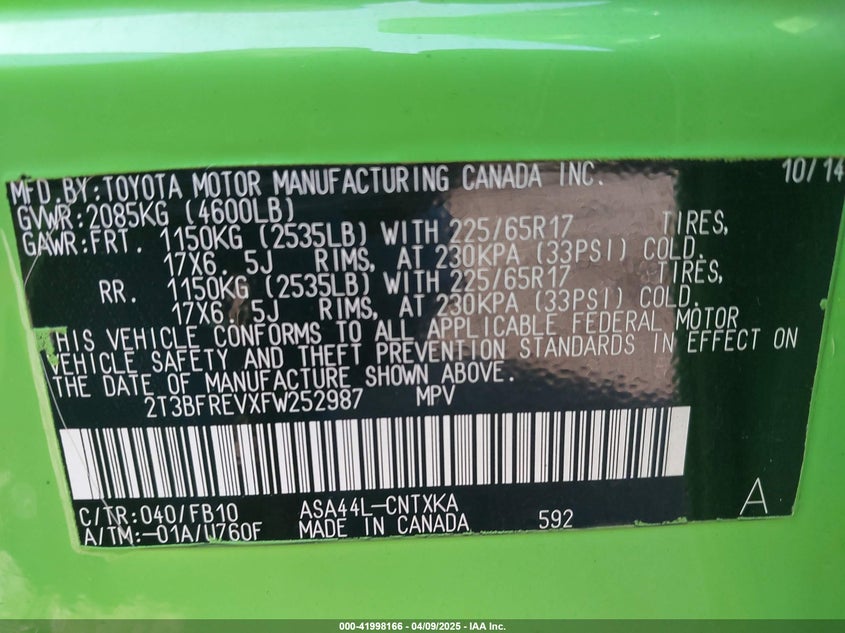 MFD.BY:TOYOTA MOTOR MANUFACTURING CANADA INC. 10/14
GVWR:2085KG (4600LB)
GAWR:FRT. 1150KG (2535LB) WITH 225/65R17 TIRES,
17X6.5J RIMS, AT 230KPA (33PSI) COLD.
RR. 1150KG (2535LB) WITH 225/65R17 TIRES,
17X6.5J RIMS, AT 230KPA (33PSI) COLD.
THIS VEHICLE CONFORMS TO ALL APPLICABLE FEDERAL MOTOR
VEHICLE SAFETY AND THEFT PREVENTION STANDARDS IN EFFECT ON
THE DATE OF MANUFACTURE SHOWN ABOVE.
2T3BFREVXFW252987 MPV
C/TR:040/FB10 ASA44L-CNTXKA A
A/TM:-01A/U760F MADE IN CANADA 592
000-41998166 - 04/09/2025 - IAA Inc.